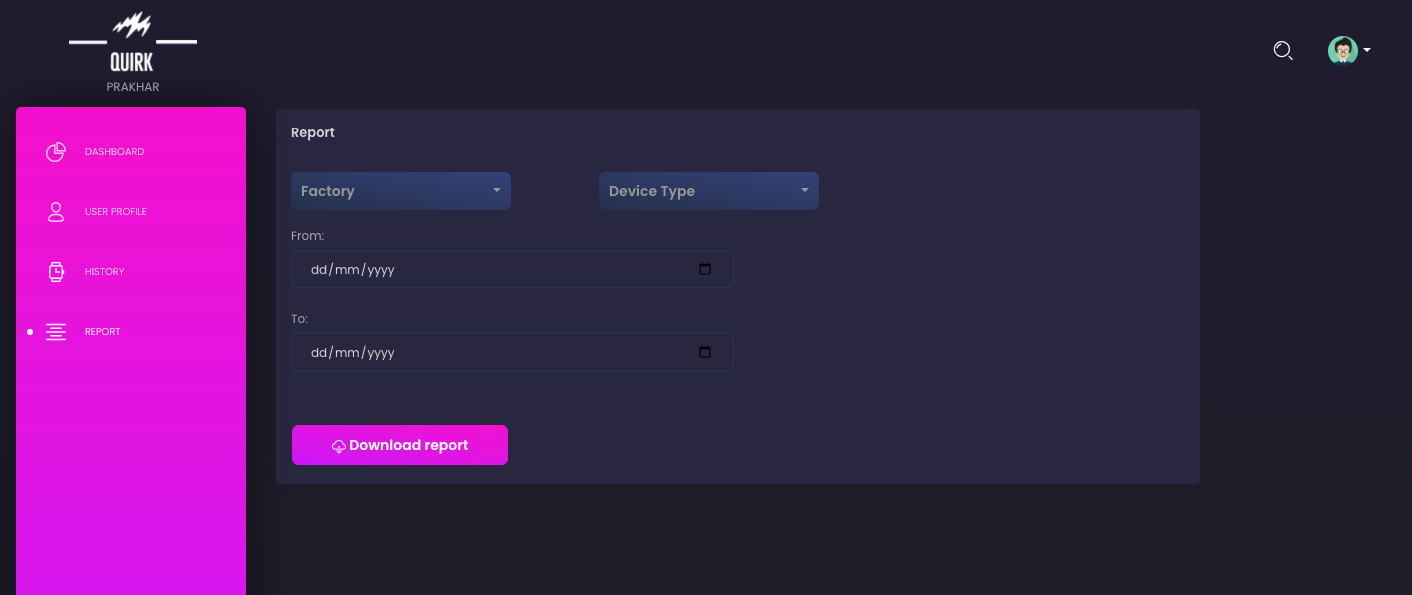 QUIRK
PRAKHAR
DASHBOARD
USER PROFILE
HISTORY
REPORT
Report
Factory
Device Type
From:
dd/mm/yyyy
To:
dd/mm/yyyy
Download report